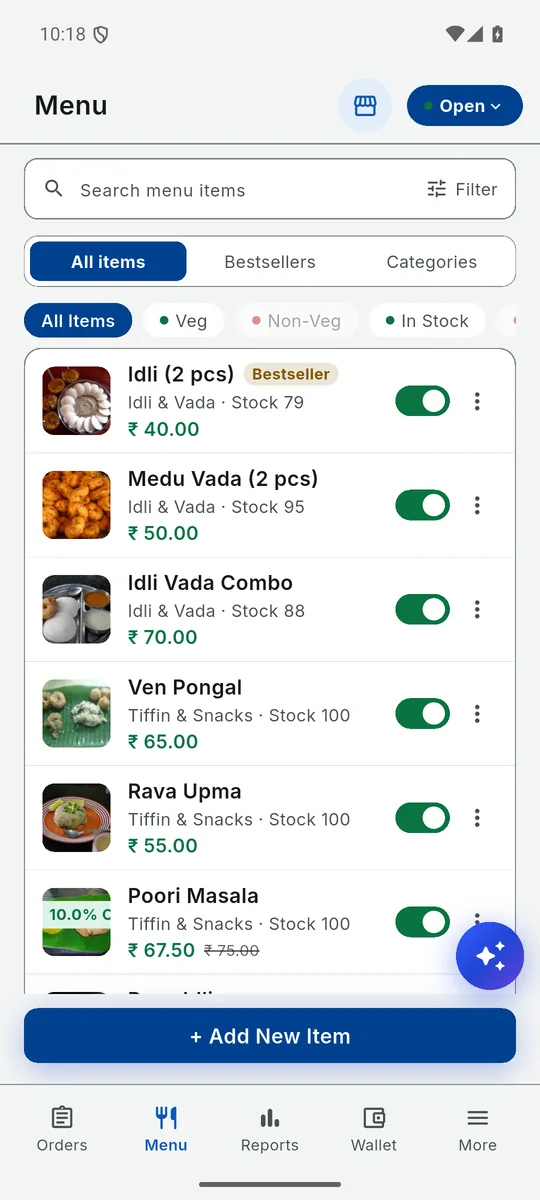 10:18
Menu
Open
Search menu items
Filter
All items
Bestsellers
Categories
All Items
Veg
Non-Veg
In Stock
Idli (2 pcs) Bestseller
Idli & Vada · Stock 79
₹ 40.00
Medu Vada (2 pcs)
Idli & Vada · Stock 95
₹ 50.00
Idli Vada Combo
Idli & Vada · Stock 88
₹ 70.00
Ven Pongal
Tiffin & Snacks · Stock 100
₹ 65.00
Rava Upma
Tiffin & Snacks · Stock 100
₹ 55.00
10.0%
Poori Masala
Tiffin & Snacks · Stock 100
₹ 67.50 ₹ 75.00
+ Add New Item
Orders
Menu
Reports
Wallet
More